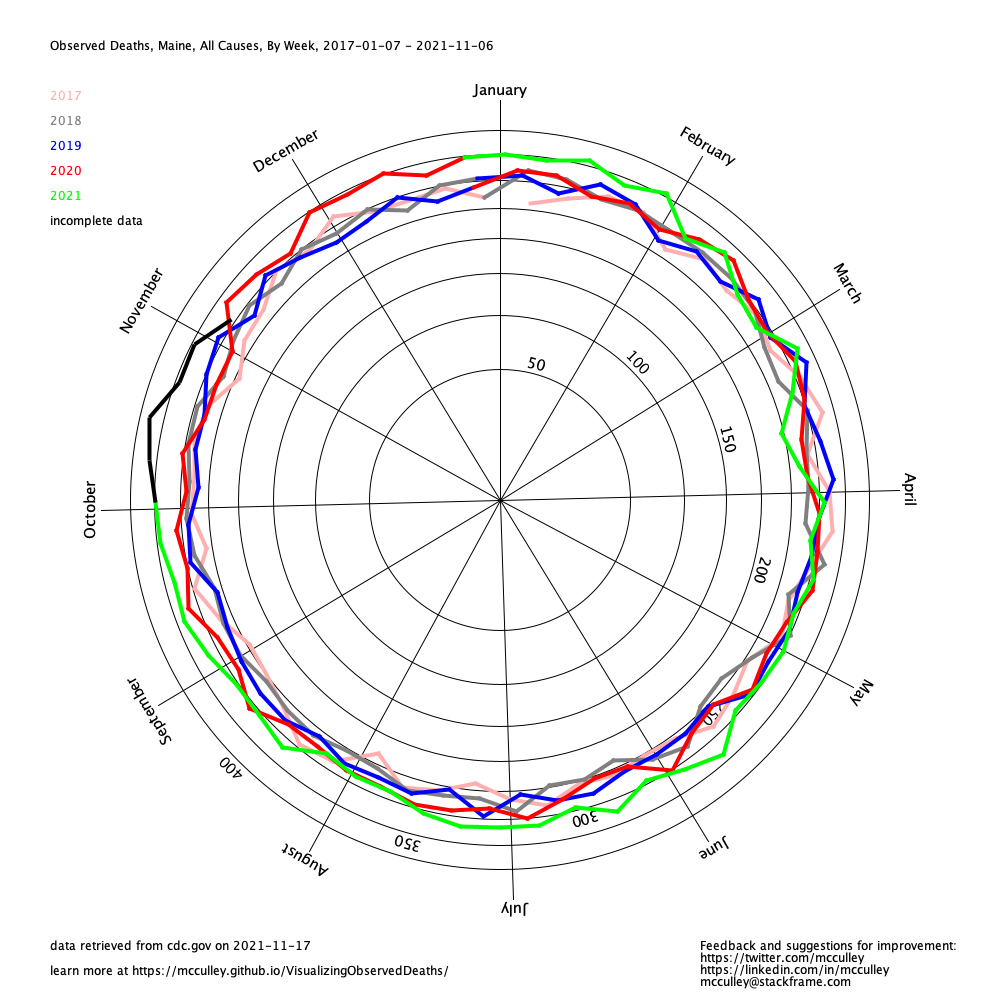 Observed Deaths, Maine, All Causes, By Week, 2017-01-07 - 2021-11-06
2017
2018
2019
2020
2021
incomplete data
January
February
March
April
May
June
July
August
September
October
November
December
50
100
150
200
250
300
350
400
data retrieved from cdc.gov on 2021-11-17
learn more at https://mcculley.github.io/VisualizingObservedDeaths/
Feedback and suggestions for improvement:
https://twitter.com/mcculley
https://linkedin.com/in/mcculley
mcculley@stackframe.com